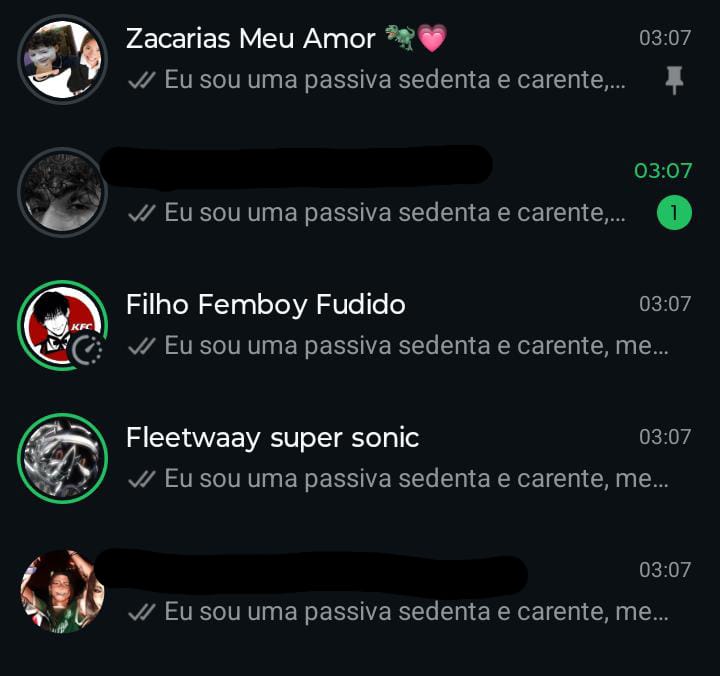 Zacarias Meu Amor 🐲💗
03:07
Eu sou uma passiva sedenta e carente,...
03:07
Eu sou uma passiva sedenta e carente,...
1
Filho Femboy Fudido
03:07
KFC
Eu sou uma passiva sedenta e carente, me...
Fleetwaay super sonic
03:07
Eu sou uma passiva sedenta e carente, me...
03:07
Eu sou uma passiva sedenta e carente, me...